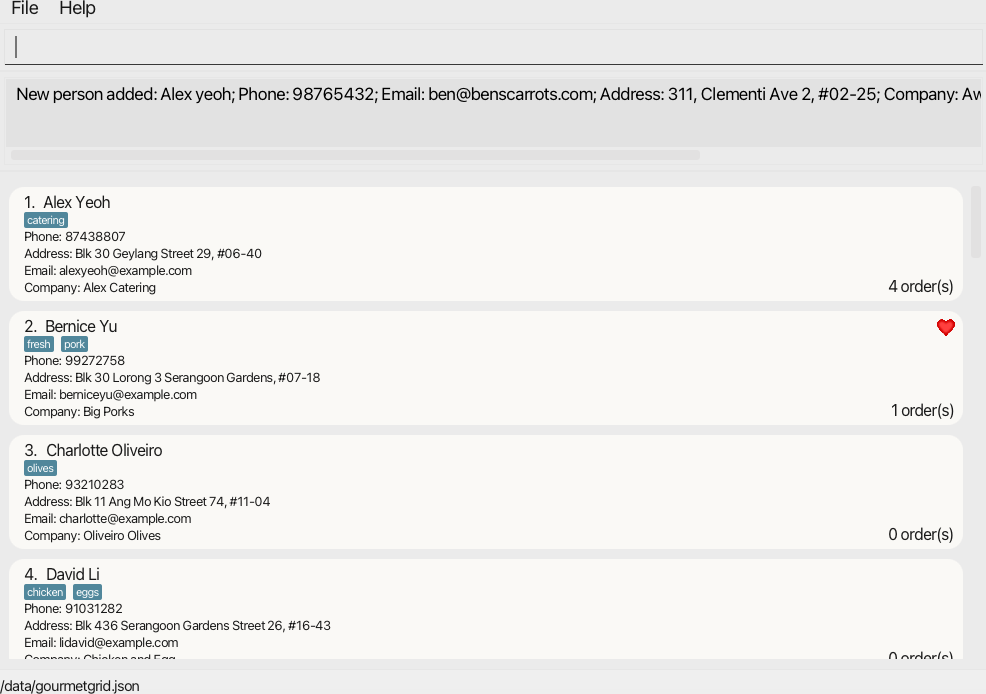 File Help
New person added: Alex yeoh; Phone: 98765432; Email: ben@benscarrots.com; Address: 311, Clementi Ave 2, #02-25; Company: Aw
1. Alex Yeoh
catering
Phone: 87438807
Address: Blk 30 Geylang Street 29, #06-40
Email: alexyeoh@example.com
Company: Alex Catering
4 order(s)
2. Bernice Yu
fresh pork
Phone: 99272758
Address: Blk 30 Lorong 3 Serangoon Gardens, #07-18
Email: berniceyu@example.com
Company: Big Porks
1 order(s)
3. Charlotte Oliveiro
olives
Phone: 93210283
Address: Blk 11 Ang Mo Kio Street 74, #11-04
Email: charlotte@example.com
Company: Oliveiro Olives
0 order(s)
4. David Li
chicken eggs
Phone: 91031282
Address: Blk 436 Serangoon Gardens Street 26, #16-43
Email: lidavid@example.com
Company: Chicken and Egg
0 order(s)
/data/gourmetgrid.json